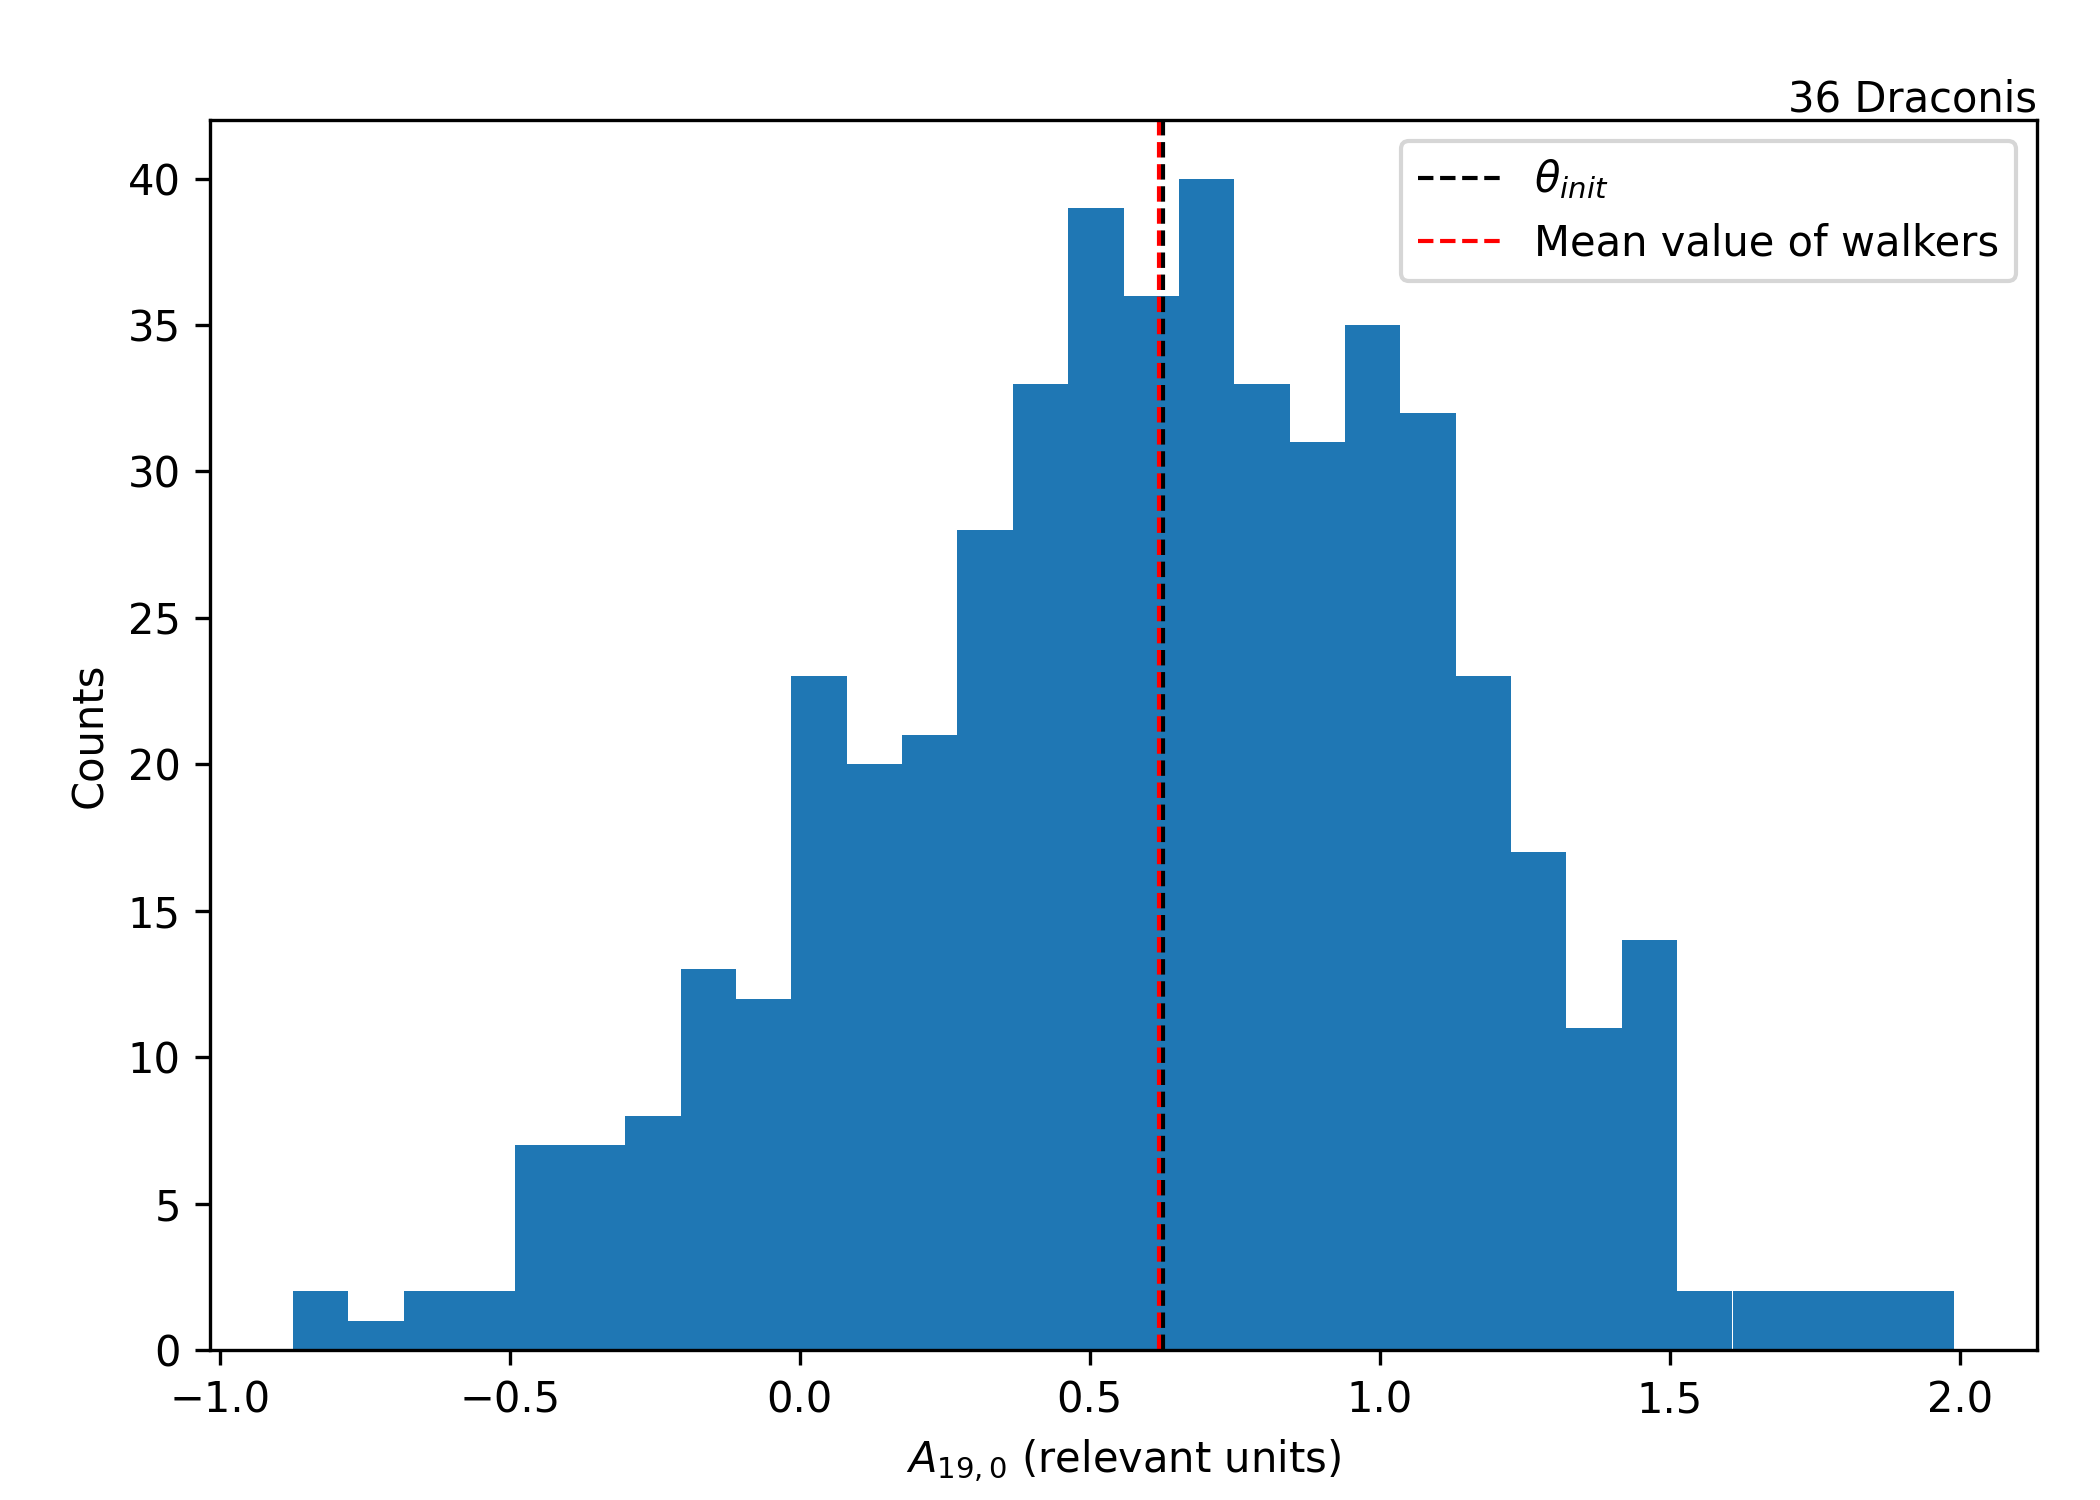 36 Draconis
θinit
Mean value of walkers
40
35
30
25
20
15
10
5
0
Counts
−1.0 −0.5 0.0 0.5 1.0 1.5 2.0
A19,0 (relevant units)